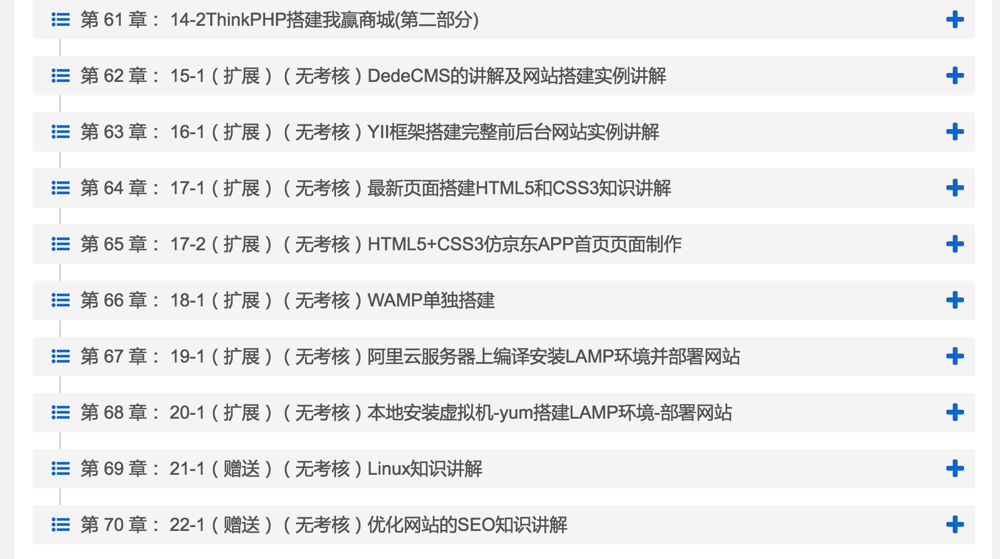 第 61 章： 14-2ThinkPHP搭建我赢商城(第二部分)
第 62 章： 15-1（扩展）（无考核）DedeCMS的讲解及网站搭建实例讲解
第 63 章： 16-1（扩展）（无考核）YII框架搭建完整前后台网站实例讲解
第 64 章： 17-1（扩展）（无考核）最新页面搭建HTML5和CSS3知识讲解
第 65 章： 17-2（扩展）（无考核）HTML5+CSS3仿京东APP首页页面制作
第 66 章： 18-1（扩展）（无考核）WAMP单独搭建
第 67 章： 19-1（扩展）（无考核）阿里云服务器上编译安装LAMP环境并部署网站
第 68 章： 20-1（扩展）（无考核）本地安装虚拟机-yum搭建LAMP环境-部署网站
第 69 章： 21-1（赠送）（无考核）Linux知识讲解
第 70 章： 22-1（赠送）（无考核）优化网站的SEO知识讲解